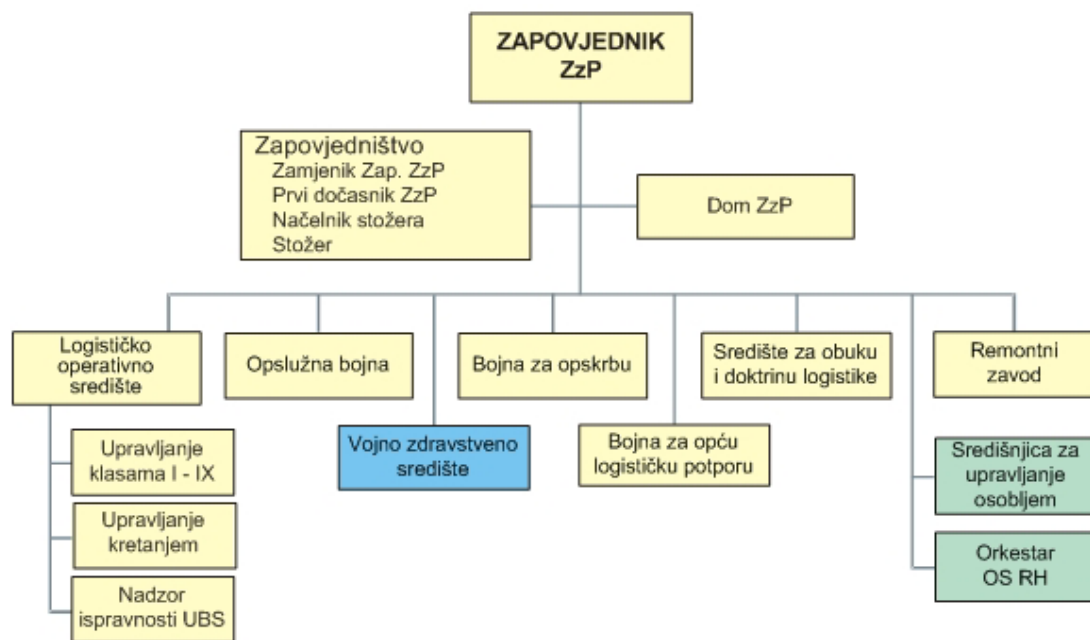 ZAPOVJEDNIK
ZzP
Zapovjedništvo
Zamjenik Zap. ZzP
Prvi dočasnik ZzP
Načelnik stožera
Stožer
Dom ZzP
Logističko
operativno
središte
Opslužna bojna
Bojna za opskrbu
Središte za obuku
i doktrinu logistike
Remontni
zavod
Upravljanje
klasama I - IX
Vojno zdravstveno
središte
Bojna za opću
logističku potporu
Središnjica za
upravljanje
osobljem
Upravljanje
kretanjem
Orkestar
OS RH
Nadzor
ispravnosti UBS